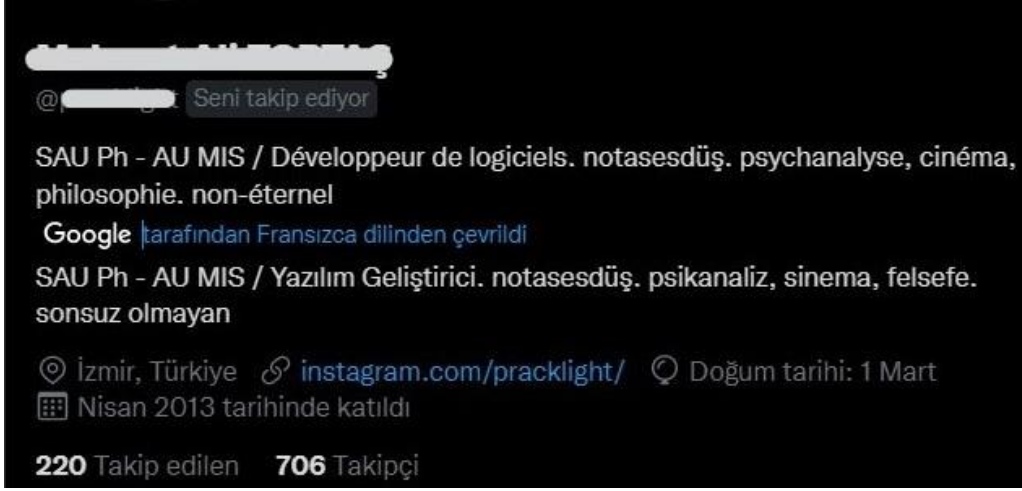 Seni takip ediyor
SAU Ph - AU MIS / Développeur de logiciels. notasesdüş. psychanalyse, cinéma,
philosophie. non-éternel
Google tarafından Fransızca dilinden çevrildi
SAU Ph - AU MIS / Yazılım Geliştirici. notasesdüş. psikanaliz, sinema, felsefe.
sonsuz olmayan
İzmir, Türkiye instagram.com/pracklight/ Doğum tarihi: 1 Mart
Nisan 2013 tarihinde katıldı
220 Takip edilen 706 Takipçi